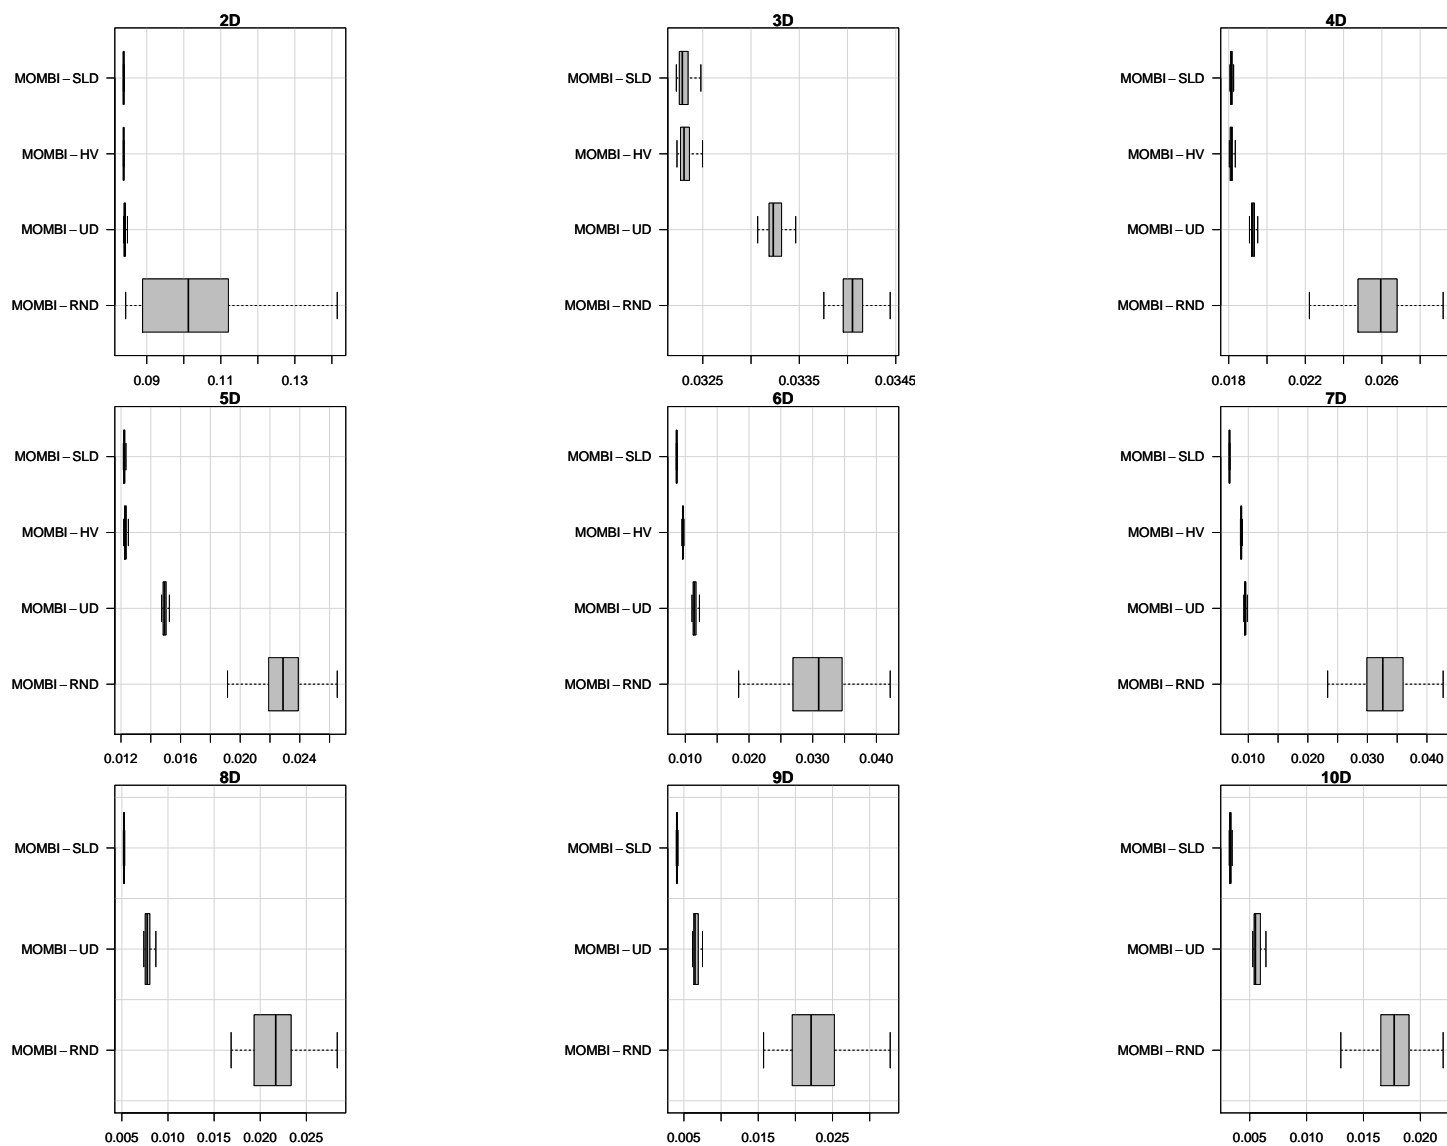 2D
MOMBI-SLD
MOMBI-HV
MOMBI-UD
MOMBI-RND
0.09 0.11 0.13
3D
MOMBI-SLD
MOMBI-HV
MOMBI-UD
MOMBI-RND
0.0325 0.0335 0.0345
4D
MOMBI-SLD
MOMBI-HV
MOMBI-UD
MOMBI-RND
0.018 0.022 0.026
5D
MOMBI-SLD
MOMBI-HV
MOMBI-UD
MOMBI-RND
0.012 0.016 0.020 0.024
6D
MOMBI-SLD
MOMBI-HV
MOMBI-UD
MOMBI-RND
0.010 0.020 0.030 0.040
7D
MOMBI-SLD
MOMBI-HV
MOMBI-UD
MOMBI-RND
0.010 0.020 0.030 0.040
8D
MOMBI-SLD
MOMBI-UD
MOMBI-RND
0.005 0.010 0.015 0.020 0.025
9D
MOMBI-SLD
MOMBI-UD
MOMBI-RND
0.005 0.015 0.025
10D
MOMBI-SLD
MOMBI-UD
MOMBI-RND
0.005 0.010 0.015 0.020